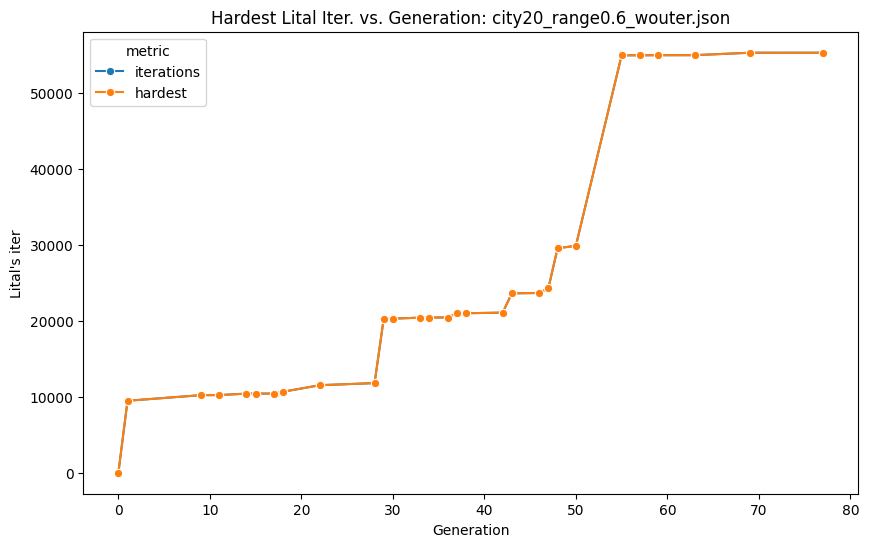 Hardest Lital Iter. vs. Generation: city20_range0.6_wouter.json
metric
iterations
hardest
50000
40000
30000
20000
10000
0
Lital's iter
0 10 20 30 40 50 60 70 80
Generation